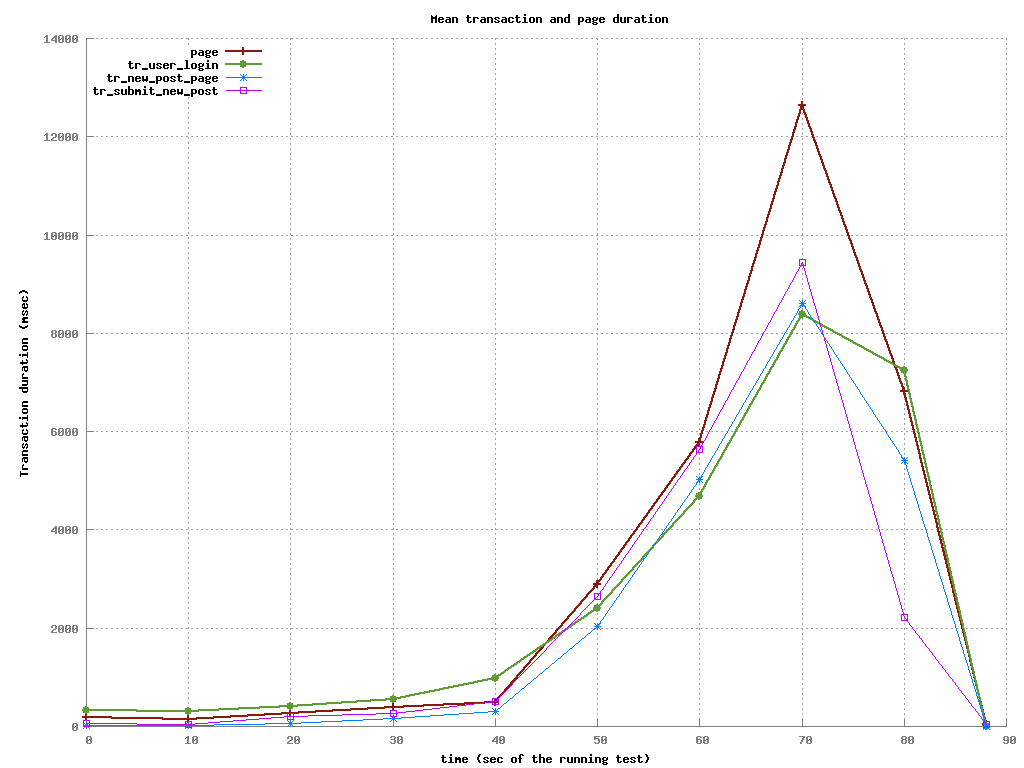 Mean transaction and page duration
14000
12000
10000
8000
6000
4000
2000
0
page
tr_user_login
tr_new_post_page
tr_submit_new_post
Transaction duration (msec)
0 10 20 30 40 50 60 70 80 90
time (sec of the running test)